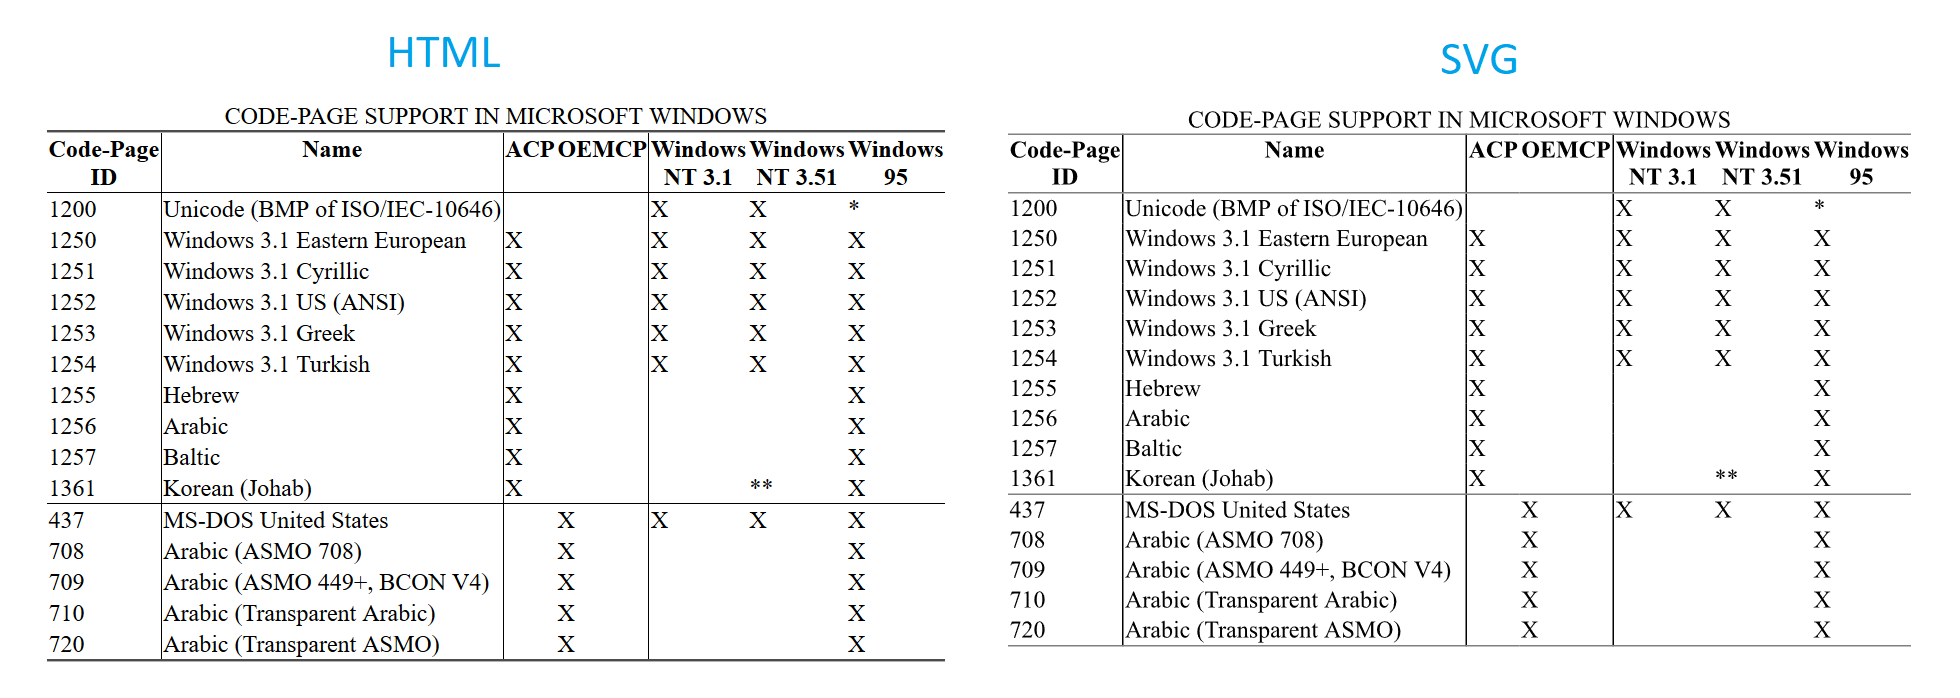 HTML
CODE-PAGE SUPPORT IN MICROSOFT WINDOWS
Code-Page ID Name ACP OEMCP Windows NT 3.1 Windows NT 3.51 Windows 95
1200 Unicode (BMP of ISO/IEC-10646) X X *
1250 Windows 3.1 Eastern European X X X X
1251 Windows 3.1 Cyrillic X X X X
1252 Windows 3.1 US (ANSI) X X X X
1253 Windows 3.1 Greek X X X X
1254 Windows 3.1 Turkish X X X X
1255 Hebrew X X
1256 Arabic X X
1257 Baltic X X
1361 Korean (Johab) X ** X
437 MS-DOS United States X X X X
708 Arabic (ASMO 708) X X
709 Arabic (ASMO 449+, BCON V4) X X
710 Arabic (Transparent Arabic) X X
720 Arabic (Transparent ASMO) X X
SVG
CODE-PAGE SUPPORT IN MICROSOFT WINDOWS
Code-Page ID Name ACP OEMCP Windows NT 3.1 Windows NT 3.51 Windows 95
1200 Unicode (BMP of ISO/IEC-10646) X X *
1250 Windows 3.1 Eastern European X X X X
1251 Windows 3.1 Cyrillic X X X X
1252 Windows 3.1 US (ANSI) X X X X
1253 Windows 3.1 Greek X X X X
1254 Windows 3.1 Turkish X X X X
1255 Hebrew X X
1256 Arabic X X
1257 Baltic X X
1361 Korean (Johab) X ** X
437 MS-DOS United States X X X X
708 Arabic (ASMO 708) X X
709 Arabic (ASMO 449+, BCON V4) X X
710 Arabic (Transparent Arabic) X X
720 Arabic (Transparent ASMO) X X